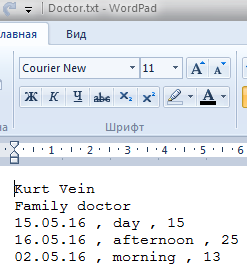 Doctor.txt - WordPad
лавная
Вид
Courier New
11
A A
Ж К Ч abc X₂ X² A
Шрифт
1 2 3 4 5 6
Kurt Vein
Family doctor
15.05.16 , day , 15
16.05.16 , afternoon , 25
02.05.16 , morning , 13